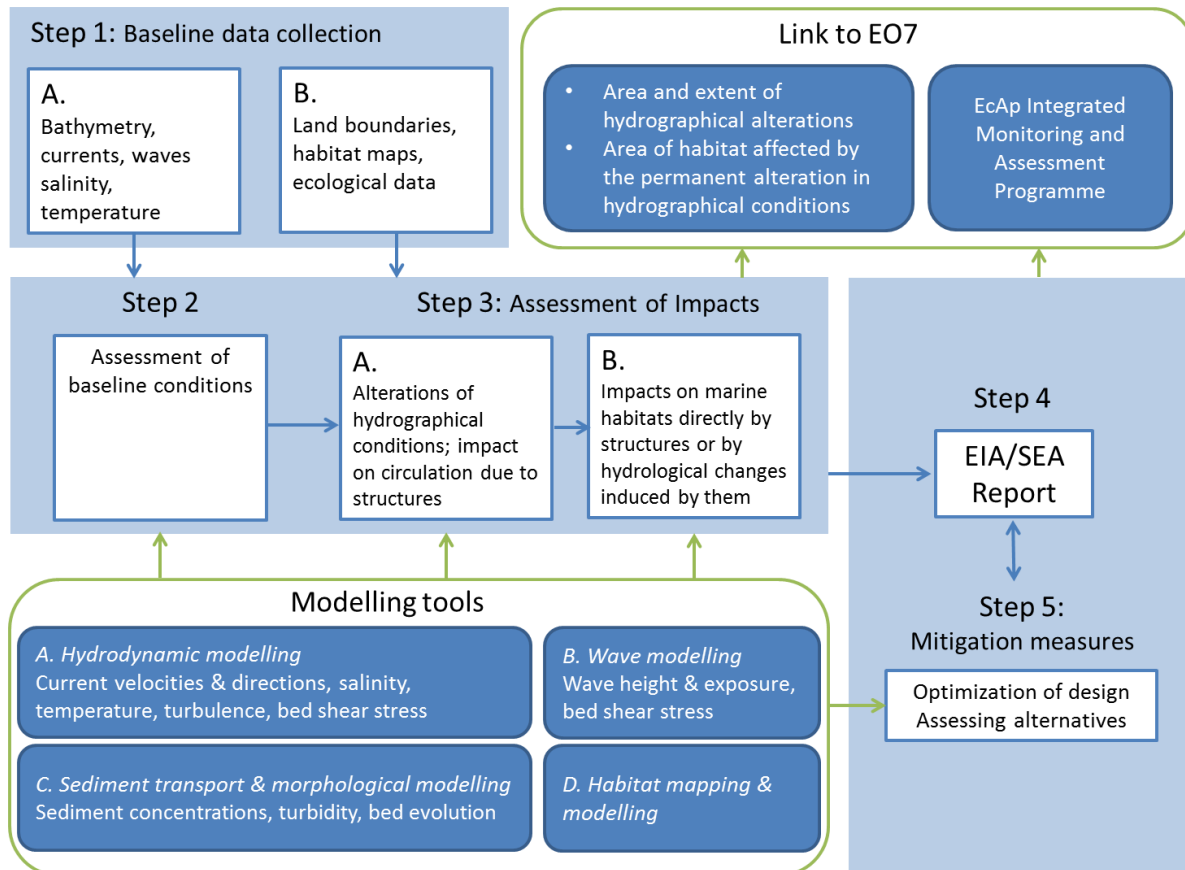 Step 1: Baseline data collection
A.
Bathymetry,
currents, waves
salinity,
temperature
B.
Land boundaries,
habitat maps,
ecological data
Link to EO7
• Area and extent of
hydrographical alterations
• Area of habitat affected by
the permanent alteration in
hydrographical conditions
EcAp Integrated
Monitoring and
Assessment
Programme
Step 2
Assessment of
baseline conditions
Step 3: Assessment of Impacts
A.
Alterations of
hydrographical
conditions; impact
on circulation due to
structures
B.
Impacts on marine
habitats directly by
structures or by
hydrological changes
induced by them
Step 4
EIA/SEA
Report
Step 5:
Mitigation measures
Optimization of design
Assessing alternatives
Modelling tools
A. Hydrodynamic modelling
Current velocities & directions, salinity,
temperature, turbulence, bed shear stress
B. Wave modelling
Wave height & exposure,
bed shear stress
C. Sediment transport & morphological modelling
Sediment concentrations, turbidity, bed evolution
D. Habitat mapping &
modelling